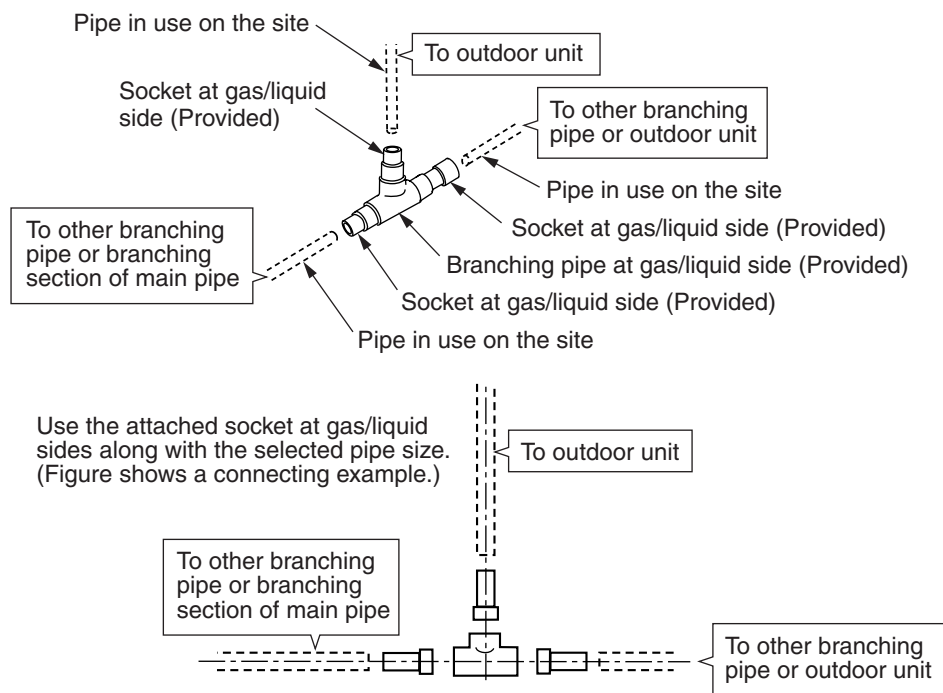 Pipe in use on the site
To outdoor unit
Socket at gas/liquid
side (Provided)
To other branching
pipe or outdoor unit
Pipe in use on the site
Socket at gas/liquid side (Provided)
To other branching
pipe or branching
section of main pipe
Branching pipe at gas/liquid side (Provided)
Socket at gas/liquid side (Provided)
Pipe in use on the site
Use the attached socket at gas/liquid
sides along with the selected pipe size.
(Figure shows a connecting example.)
To outdoor unit
To other branching
pipe or branching
section of main pipe
To other branching
pipe or outdoor unit